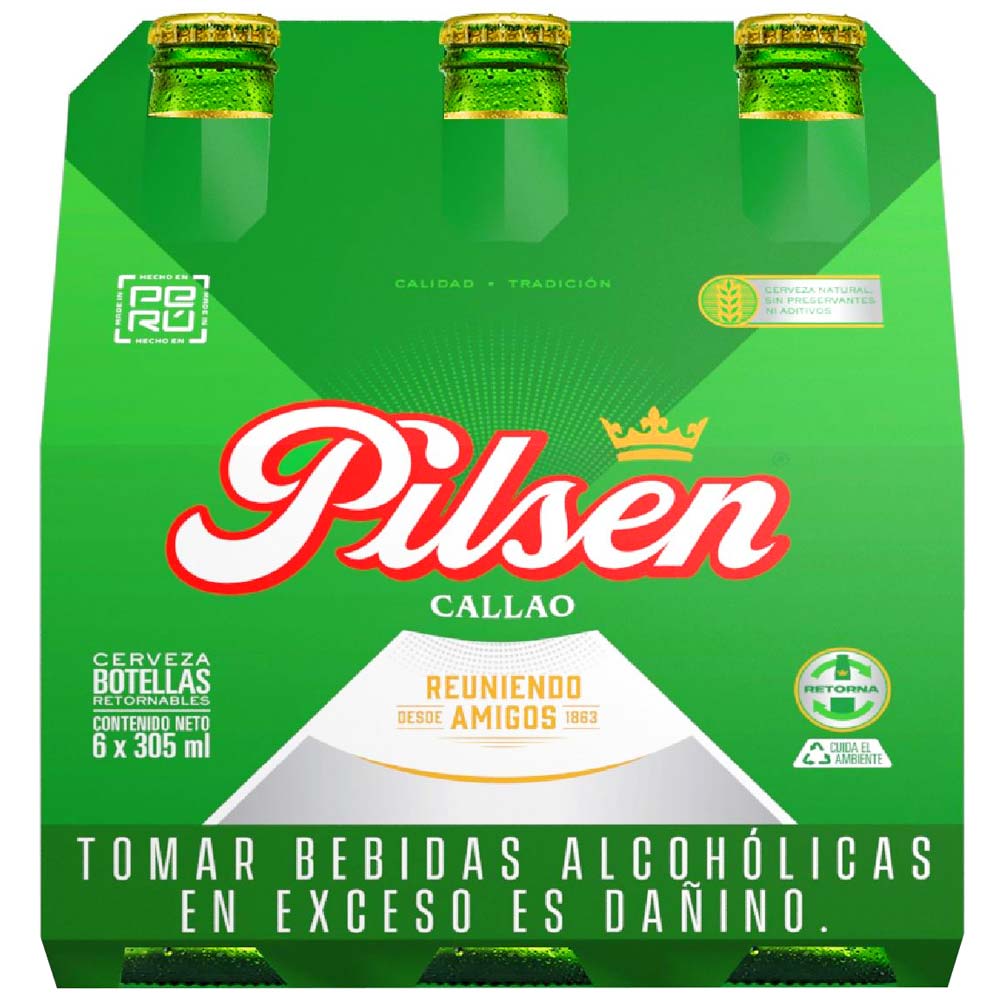 HECHO EN
MADE IN
PERÚ
MADE IN
HECHO EN
CALIDAD • TRADICIÓN
CERVEZA NATURAL,
SIN PRESERVANTES
NI ADITIVOS
Pilsen
®
CALLAO
CERVEZA
BOTELLAS
RETORNABLES
CONTENIDO NETO
6 x 305 ml
REUNIENDO
DESDE AMIGOS 1863
RETORNA
CUIDA EL
AMBIENTE
TOMAR BEBIDAS ALCOHÓLICAS
EN EXCESO ES DAÑINO.